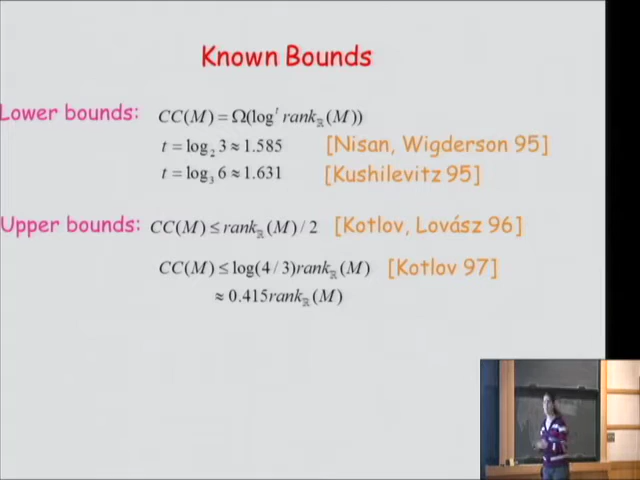 Known Bounds
Lower bounds: CC(M) = Ω(log^t rank_ℝ(M))
t = log_2 3 ≈ 1.585 [Nisan, Wigderson 95]
t = log_3 6 ≈ 1.631 [Kushilevitz 95]
Upper bounds: CC(M) ≤ rank_ℝ(M) / 2 [Kotlov, Lovász 96]
CC(M) ≤ log(4 / 3)rank_ℝ(M) [Kotlov 97]
≈ 0.415rank_ℝ(M)